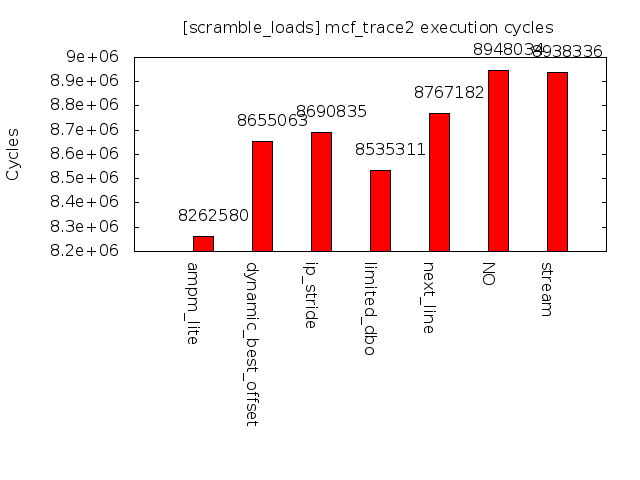 [scramble_loads] mcf_trace2 execution cycles
Cycles
9e+06
8.9e+06
8.8e+06
8.7e+06
8.6e+06
8.5e+06
8.4e+06
8.3e+06
8.2e+06
8262580
8655063
8690835
8535311
8767182
8948034
8938336
ampm_lite
dynamic_best_offset
ip_stride
limited_dbo
next_line
NO
stream